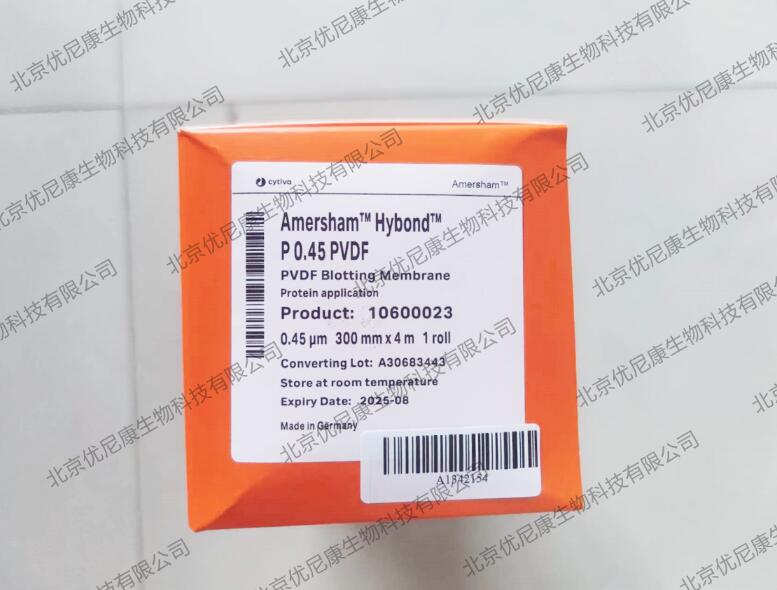 cytiva
Amersham™
Amersham™ Hybond™
P 0.45 PVDF
PVDF Blotting Membrane
Protein application
Product: 10600023
0.45 µm 300 mm x 4 m 1 roll
Converting Lot: A30683443
Store at room temperature
Expiry Date: 2025-08
Made in Germany
A1342154
北京优尼康生物科技有限公司